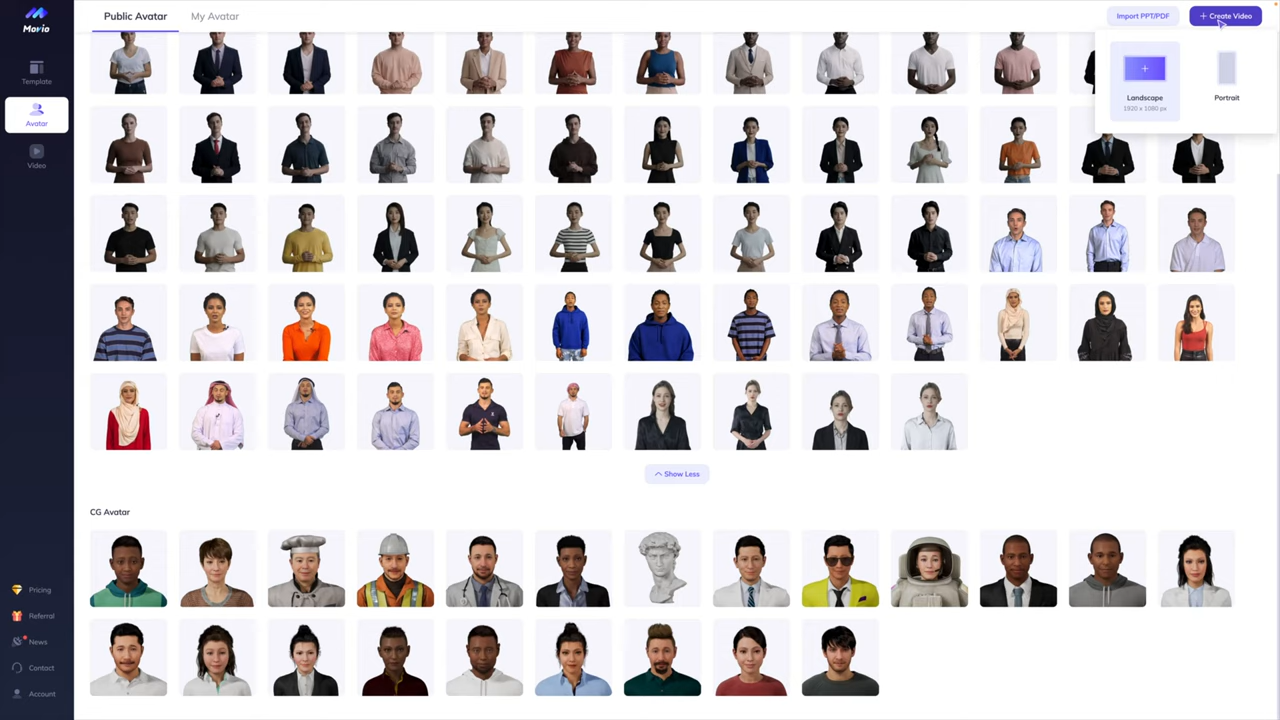 Movio
Public Avatar
My Avatar
Import PPT/PDF
+ Create Video
Template
Avatar
Video
Landscape
1920 x 1080 px
Portrait
Show Less
CG Avatar
Pricing
Referral
News
Contact
Account